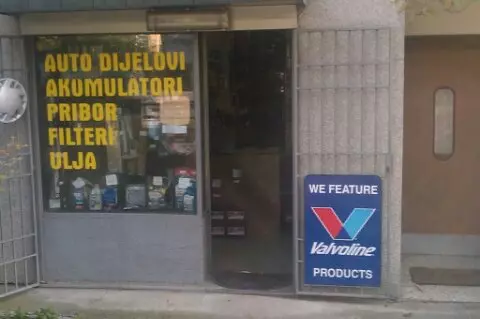 AUTO DIJELOVI
AKUMULATORI
PRIBOR
FILTERI
ULJA
WE FEATURE
Valvoline
PRODUCTS